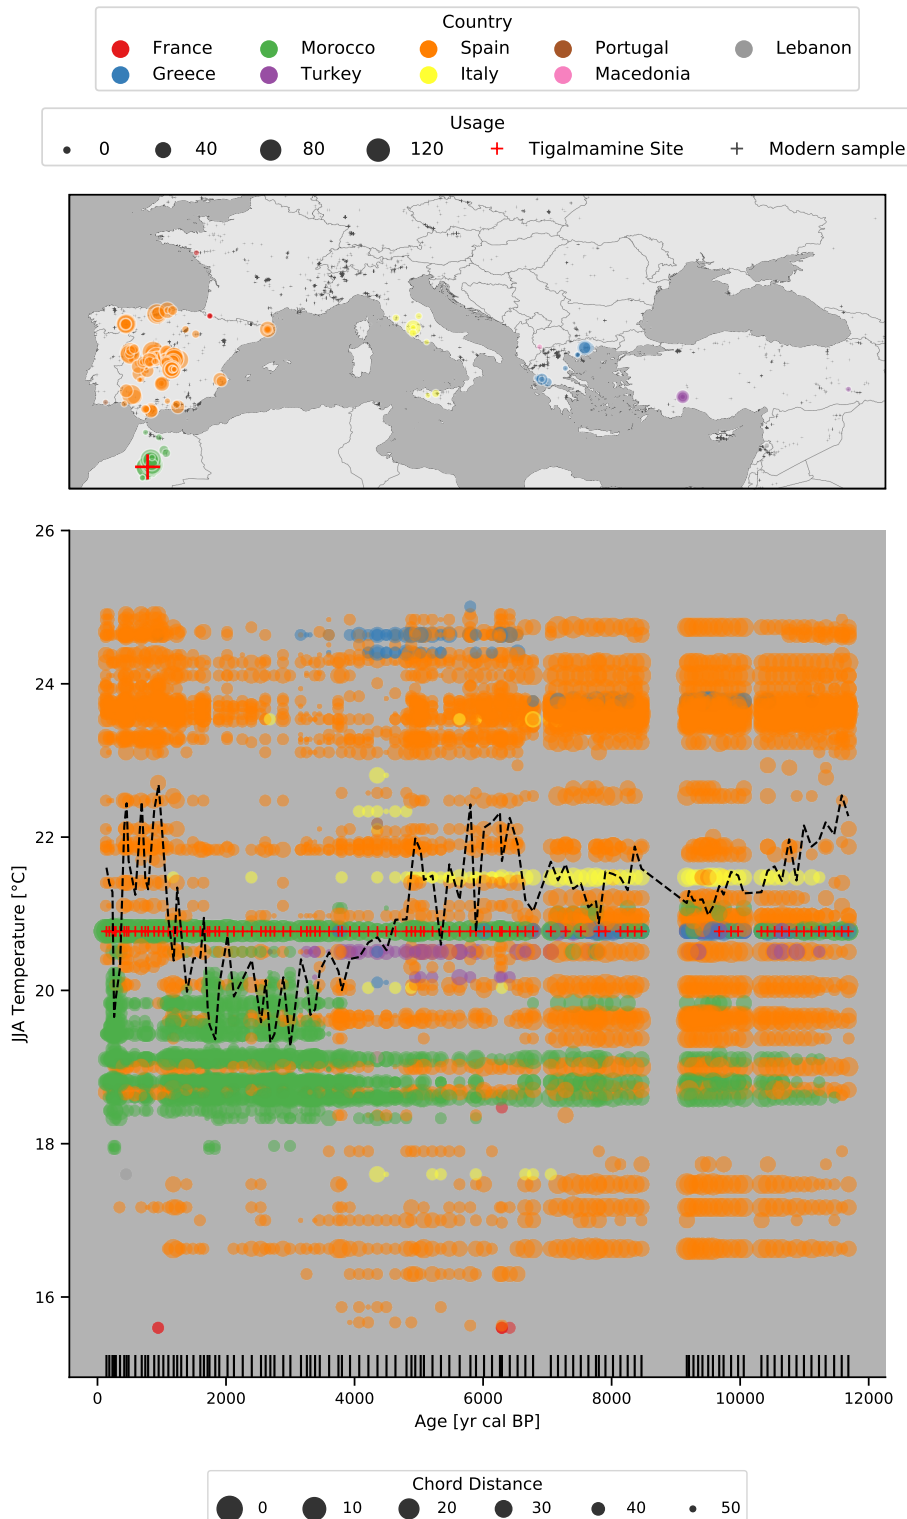 Country
France Morocco Spain Portugal Lebanon
Greece Turkey Italy Macedonia
Usage
0 40 80 120 Tigalmamine Site Modern sample
26
24
22
20
18
16
JJA Temperature [°C]
0 2000 4000 6000 8000 10000 12000
Age [yr cal BP]
Chord Distance
0 10 20 30 40 50